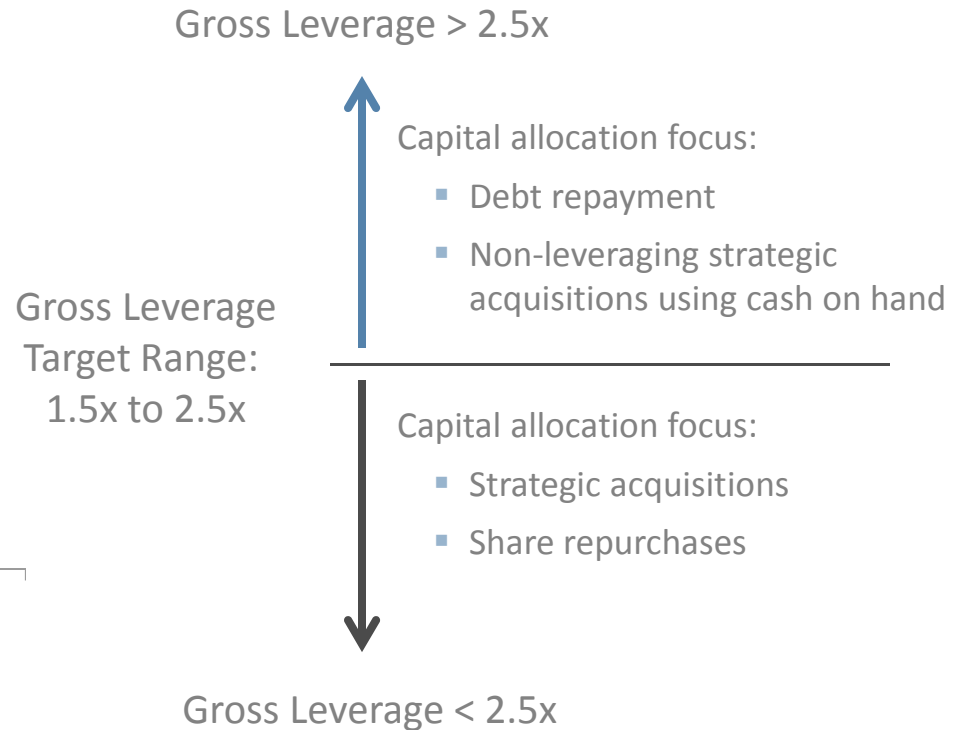 Gross Leverage > 2.5x
Capital allocation focus:
▪ Debt repayment
▪ Non-leveraging strategic
acquisitions using cash on hand
Gross Leverage
Target Range:
1.5x to 2.5x
Capital allocation focus:
▪ Strategic acquisitions
▪ Share repurchases
Gross Leverage < 2.5x